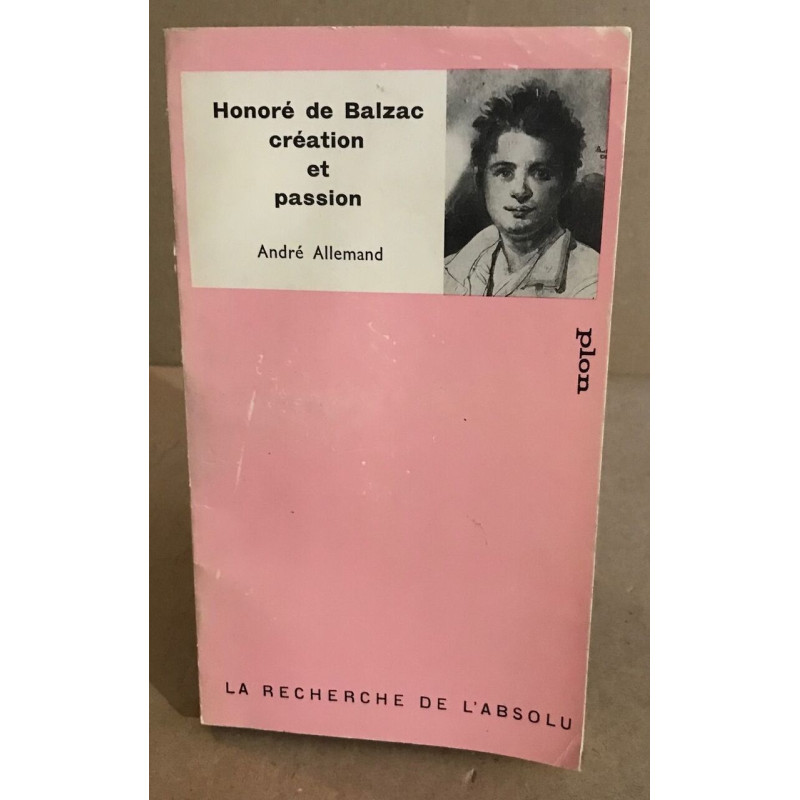 Honoré de Balzac
création
et
passion
André Allemand
plon
LA RECHERCHE DE L'ABSOLU